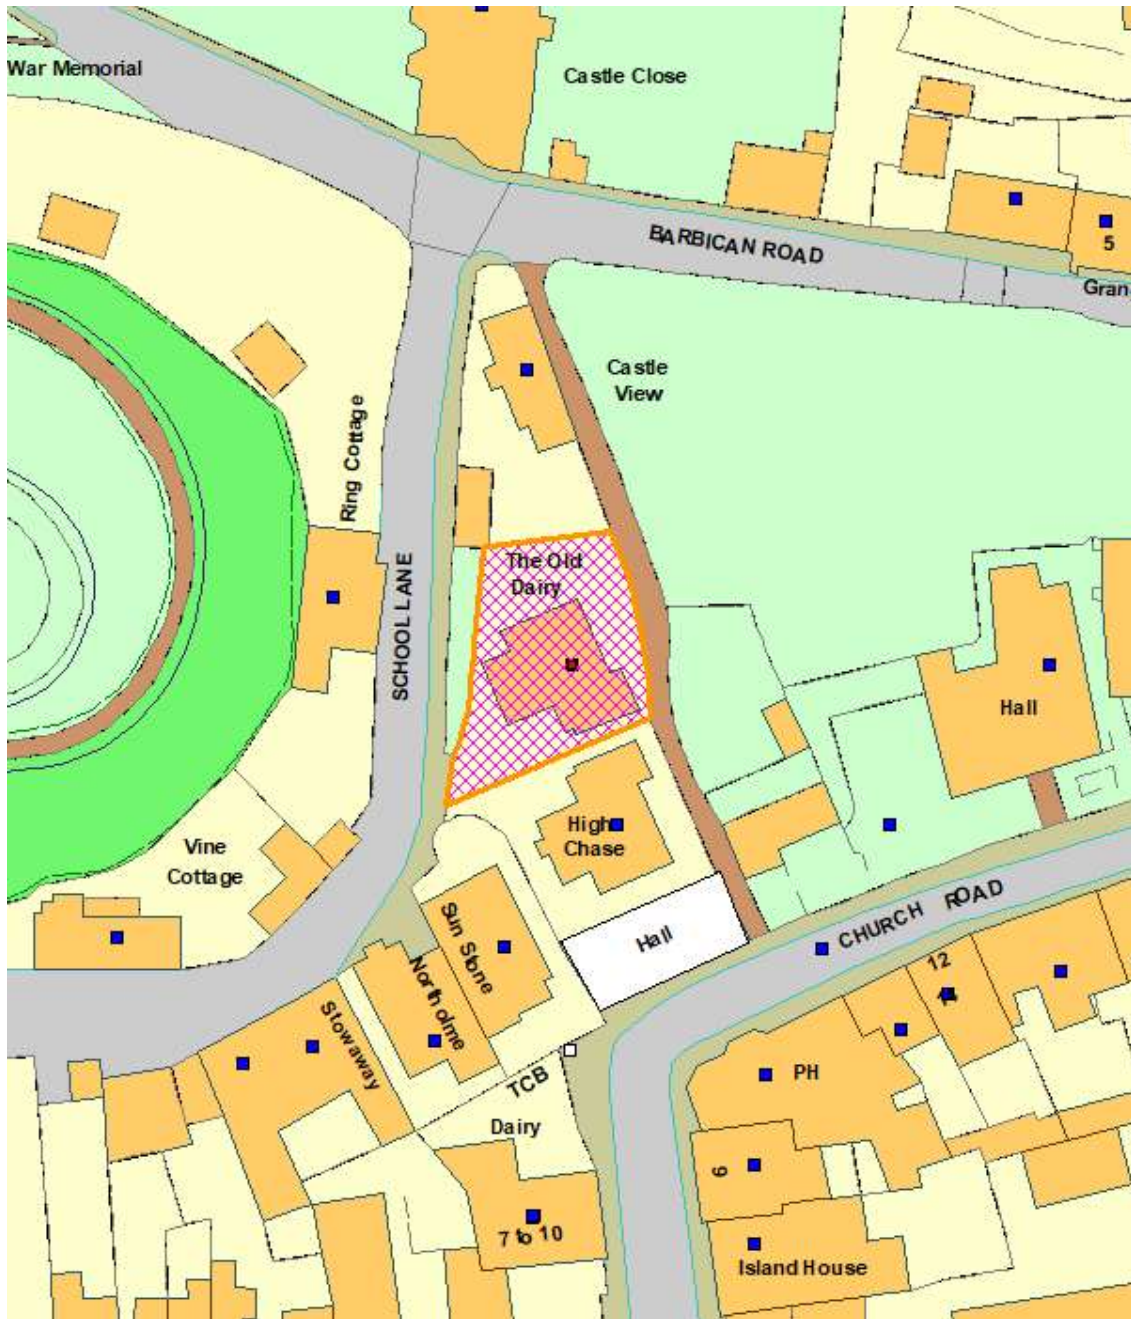 War Memorial
Castle Close
BARBICAN ROAD
5
Gran
Castle
View
Ring Cottage
The Old
Dairy
SCHOOL LANE
Hall
High
Chase
Vine
Cottage
CHURCH ROAD
Sun Stone
Hall
Northolme
12
Stowaway
PH
TCB
Dairy
6
7 to 10
Island House